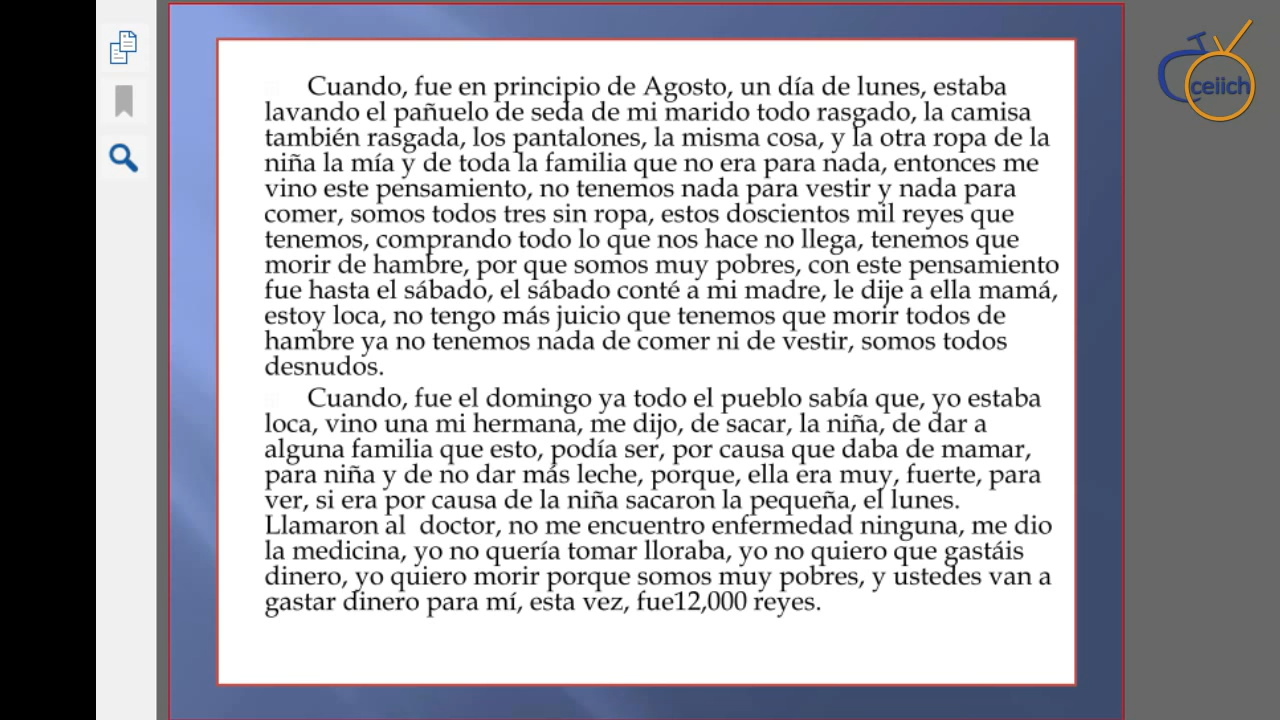 Cuando, fue en principio de Agosto, un día de lunes, estaba
lavando el pañuelo de seda de mi marido todo rasgado, la camisa
también rasgada, los pantalones, la misma cosa, y la otra ropa de la
niña la mía y de toda la familia que no era para nada, entonces me
vino este pensamiento, no tenemos nada para vestir y nada para
comer, somos todos tres sin ropa, estos doscientos mil reyes que
tenemos, comprando todo lo que nos hace no llega, tenemos que
morir de hambre, por que somos muy pobres, con este pensamiento
fue hasta el sábado, el sábado conté a mi madre, le dije a ella mamá,
estoy loca, no tengo más juicio que tenemos que morir todos de
hambre ya no tenemos nada de comer ni de vestir, somos todos
desnudos.
Cuando, fue el domingo ya todo el pueblo sabía que, yo estaba
loca, vino una mi hermana, me dijo, de sacar, la niña, de dar a
alguna familia que esto, podía ser, por causa que daba de mamar,
para niña y de no dar más leche, porque, ella era muy, fuerte, para
ver, si era por causa de la niña sacaron la pequeña, el lunes.
Llamaron al  doctor, no me encuentro enfermedad ninguna, me dio
la medicina, yo no quería tomar lloraba, yo no quiero que gastáis
dinero, yo quiero morir porque somos muy pobres, y ustedes van a
gastar dinero para mí, esta vez, fue12,000 reyes.
TV
ceiich